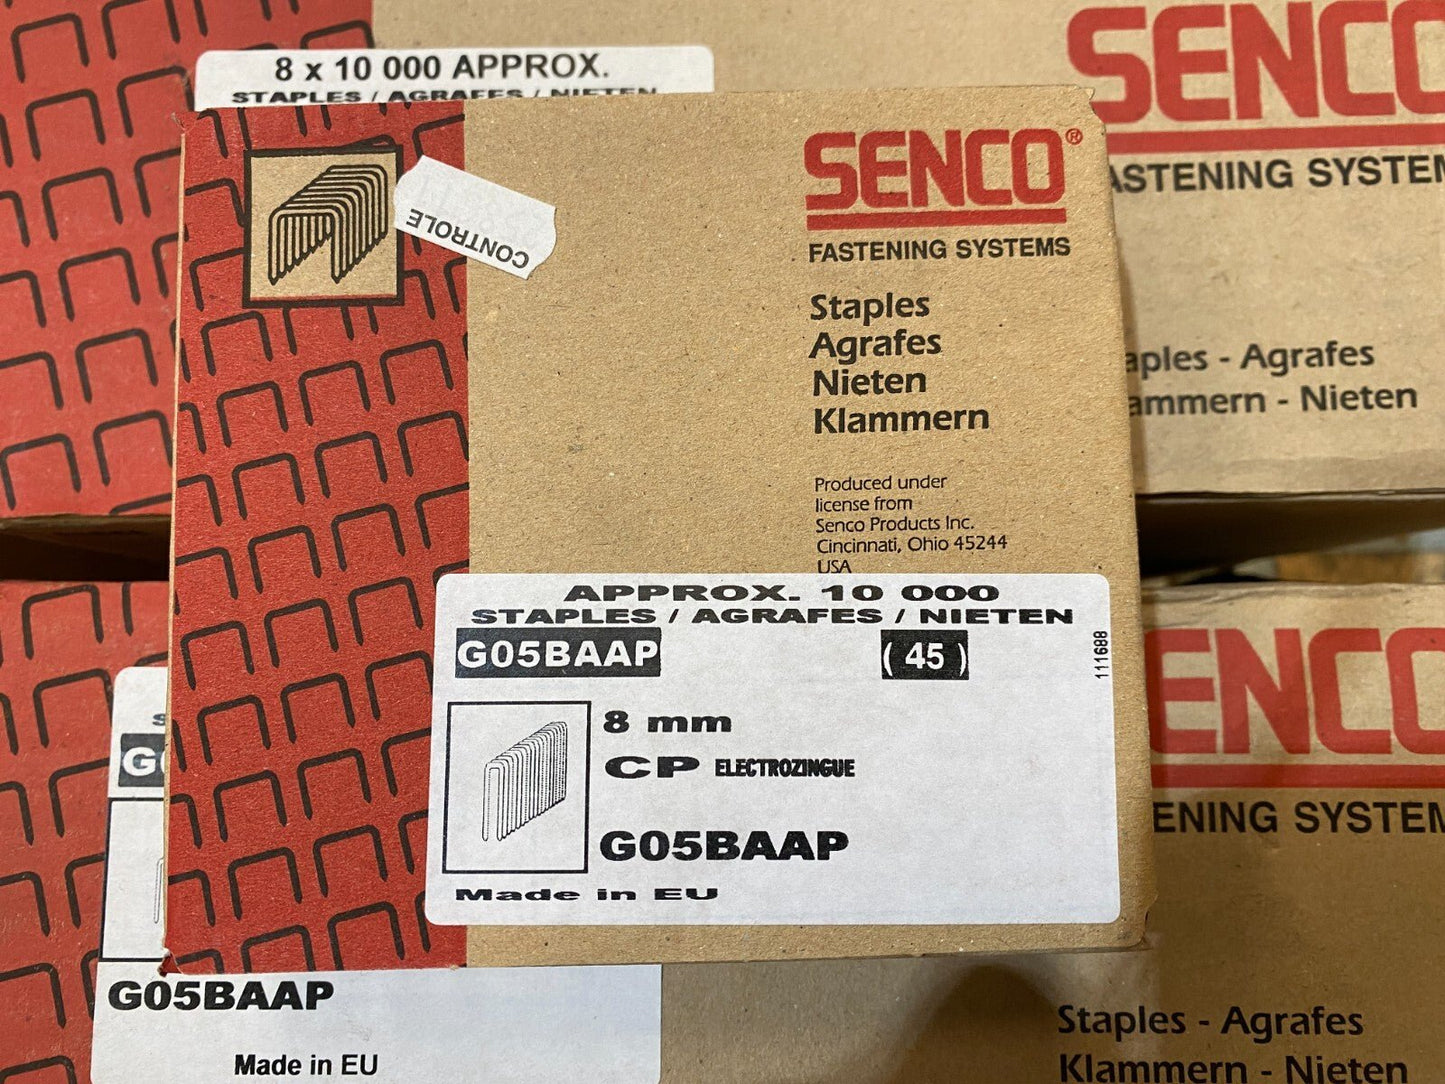 8 x 10 000 APPROX.
STAPLES / AGRAFES / NIETEN
SENCO
ASTENING SYSTEM
aples - Agrafes
ammern - Nieten
CONTROLE
SENCO®
FASTENING SYSTEMS
Staples
Agrafes
Nieten
Klammern
Produced under
license from
Senco Products Inc.
Cincinnati, Ohio 45244
USA
APPROX. 10 000
STAPLES / AGRAFES / NIETEN
G05BAAP
( 45 )
111688
8 mm
CP ELECTROZINGUE
G05BAAP
Made in EU
ENCO
ENING SYSTEM
G05BAAP
Made in EU
Staples - Agrafes
Klammern - Nieten